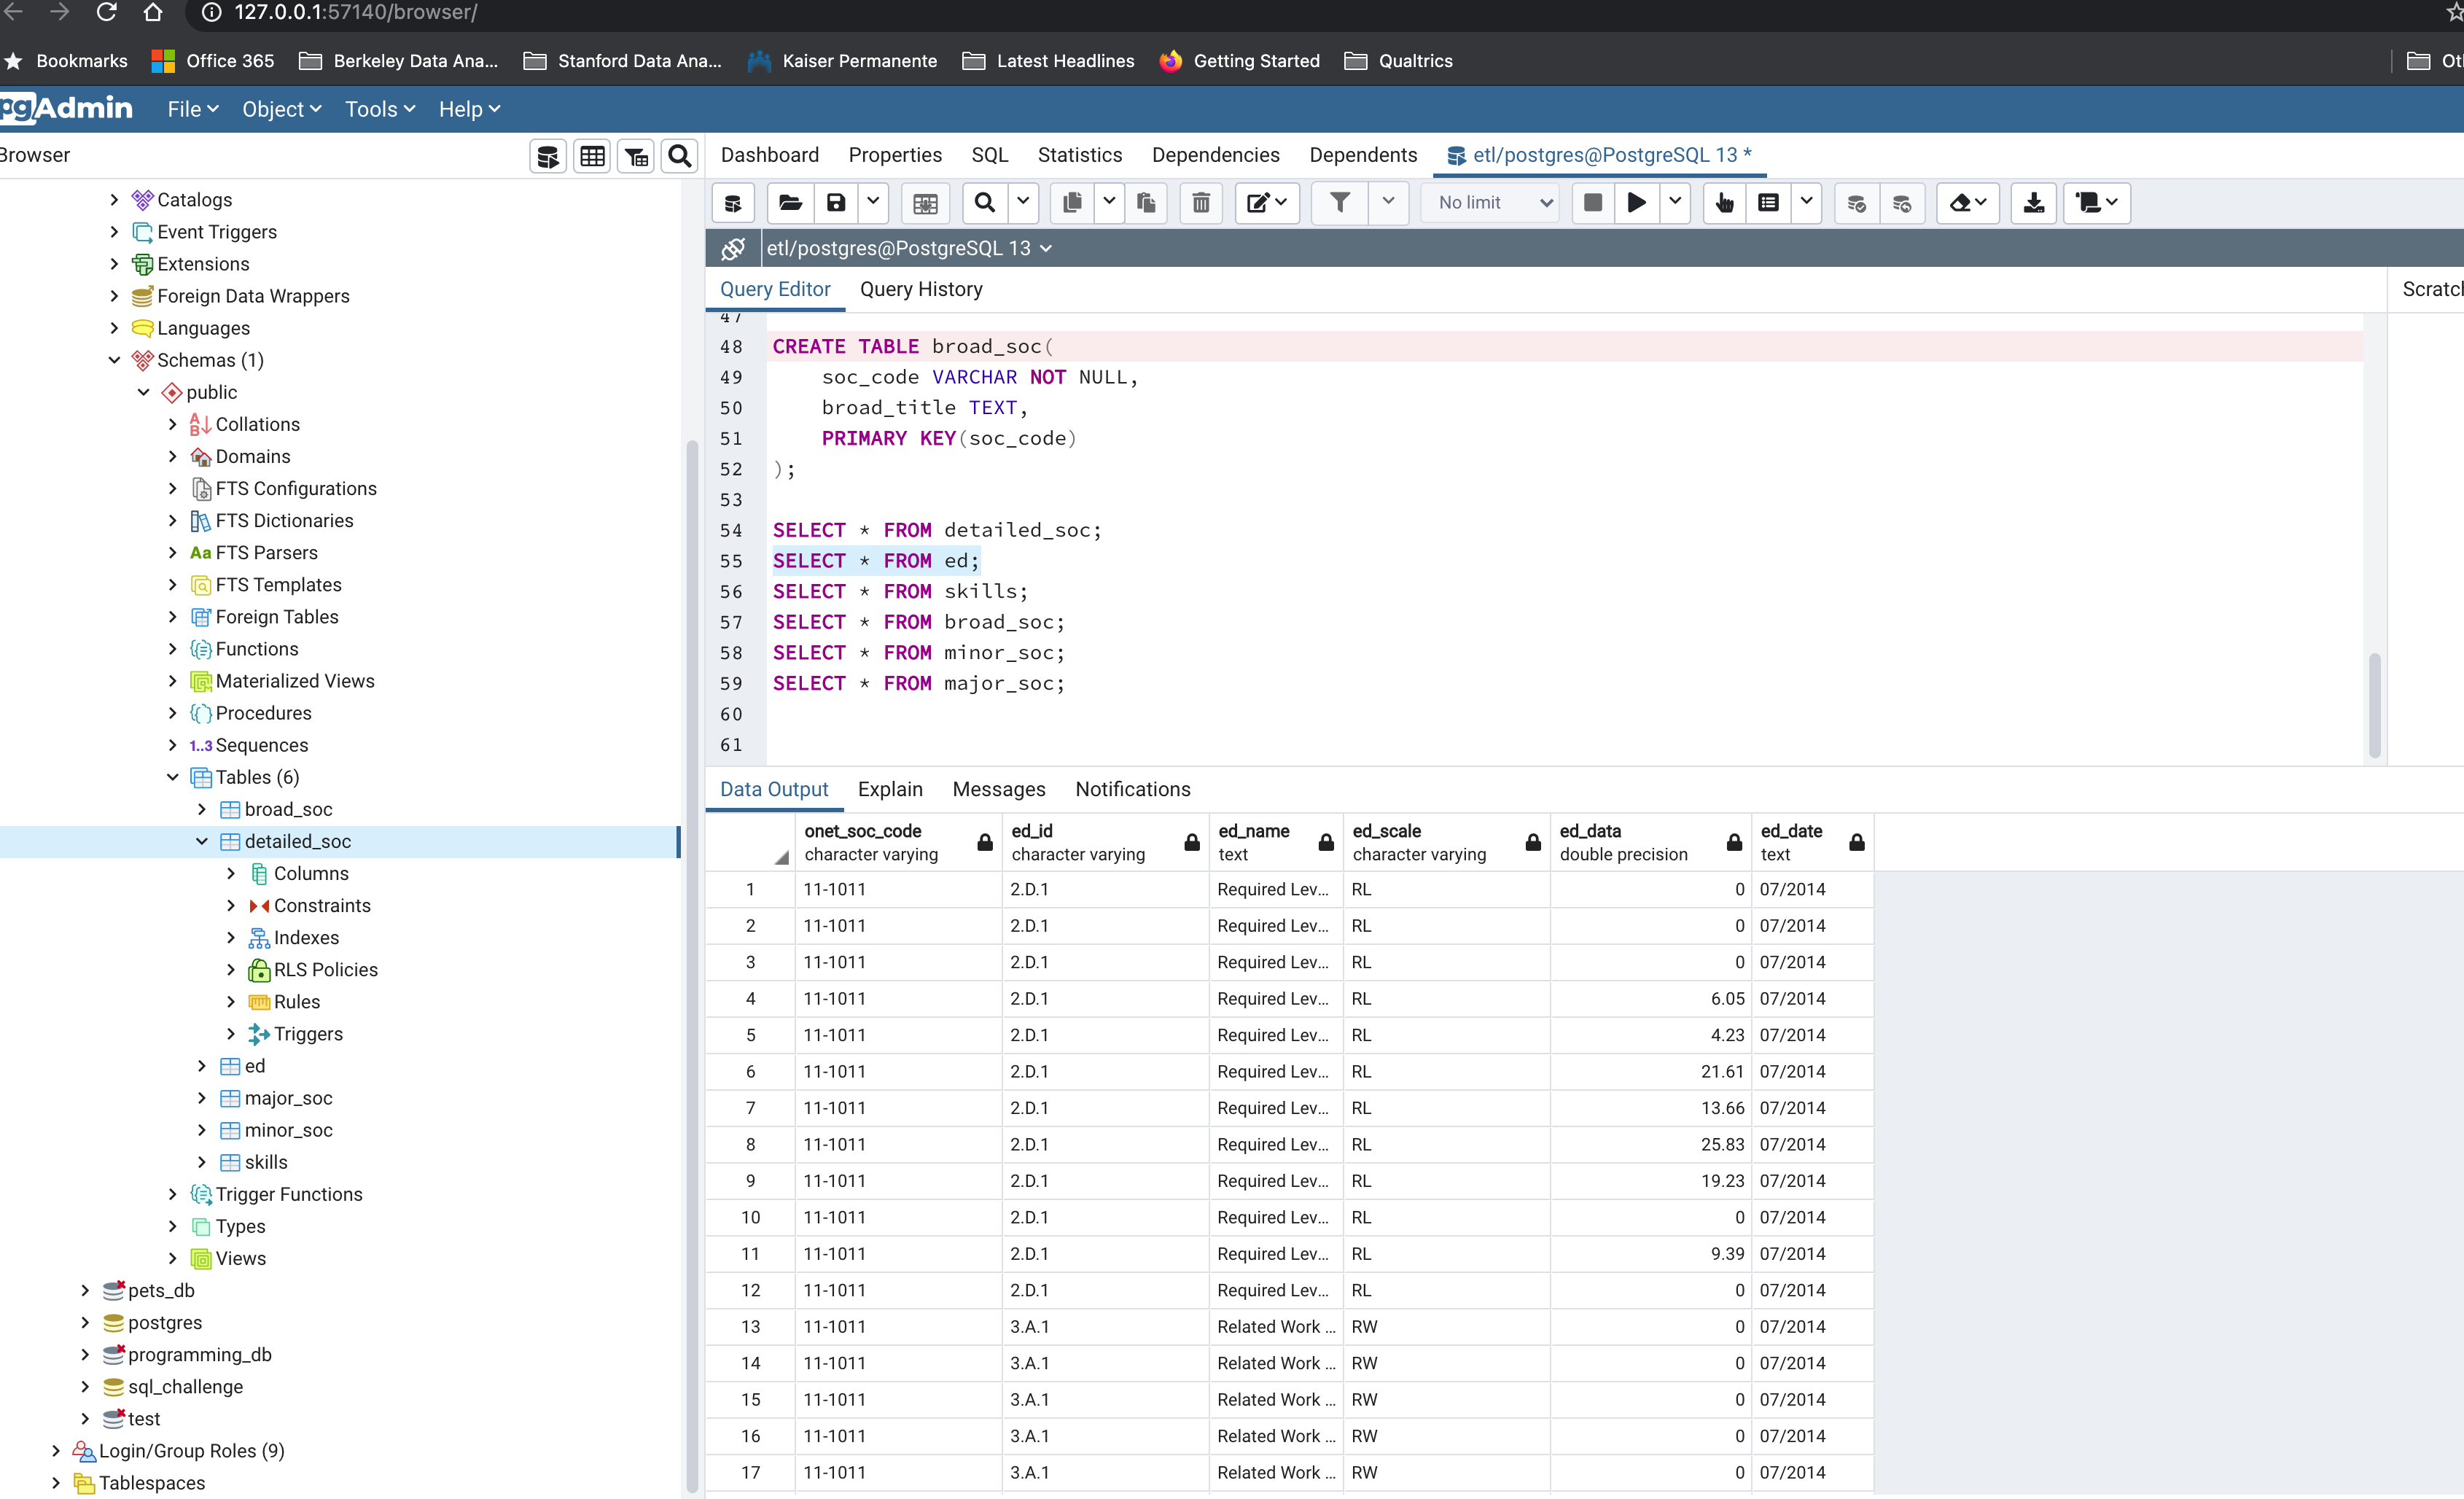 127.0.0.1:57140/browser/
Bookmarks Office 365 Berkeley Data Ana... Stanford Data Ana... Kaiser Permanente Latest Headlines Getting Started Qualtrics Ot
pgAdmin File Object Tools Help
Browser
Catalogs
Event Triggers
Extensions
Foreign Data Wrappers
Languages
Schemas (1)
public
Collations
Domains
FTS Configurations
FTS Dictionaries
Aa FTS Parsers
FTS Templates
Foreign Tables
Functions
Materialized Views
Procedures
1..3 Sequences
Tables (6)
broad_soc
detailed_soc
Columns
Constraints
Indexes
RLS Policies
Rules
Triggers
ed
major_soc
minor_soc
skills
Trigger Functions
Types
Views
pets_db
postgres
programming_db
sql_challenge
test
Login/Group Roles (9)
Tablespaces
Dashboard Properties SQL Statistics Dependencies Dependents etl/postgres@PostgreSQL 13 *
No limit
etl/postgres@PostgreSQL 13
Query Editor Query History Scratch
47
48 CREATE TABLE broad_soc(
49 soc_code VARCHAR NOT NULL,
50 broad_title TEXT,
51 PRIMARY KEY(soc_code)
52 );
53
54 SELECT * FROM detailed_soc;
55 SELECT * FROM ed;
56 SELECT * FROM skills;
57 SELECT * FROM broad_soc;
58 SELECT * FROM minor_soc;
59 SELECT * FROM major_soc;
60
61
Data Output Explain Messages Notifications
onet_soc_code ed_id ed_name ed_scale ed_data ed_date
character varying character varying text character varying double precision text
1 11-1011 2.D.1 Required Lev... RL 0 07/2014
2 11-1011 2.D.1 Required Lev... RL 0 07/2014
3 11-1011 2.D.1 Required Lev... RL 0 07/2014
4 11-1011 2.D.1 Required Lev... RL 6.05 07/2014
5 11-1011 2.D.1 Required Lev... RL 4.23 07/2014
6 11-1011 2.D.1 Required Lev... RL 21.61 07/2014
7 11-1011 2.D.1 Required Lev... RL 13.66 07/2014
8 11-1011 2.D.1 Required Lev... RL 25.83 07/2014
9 11-1011 2.D.1 Required Lev... RL 19.23 07/2014
10 11-1011 2.D.1 Required Lev... RL 0 07/2014
11 11-1011 2.D.1 Required Lev... RL 9.39 07/2014
12 11-1011 2.D.1 Required Lev... RL 0 07/2014
13 11-1011 3.A.1 Related Work ... RW 0 07/2014
14 11-1011 3.A.1 Related Work ... RW 0 07/2014
15 11-1011 3.A.1 Related Work ... RW 0 07/2014
16 11-1011 3.A.1 Related Work ... RW 0 07/2014
17 11-1011 3.A.1 Related Work ... RW 0 07/2014